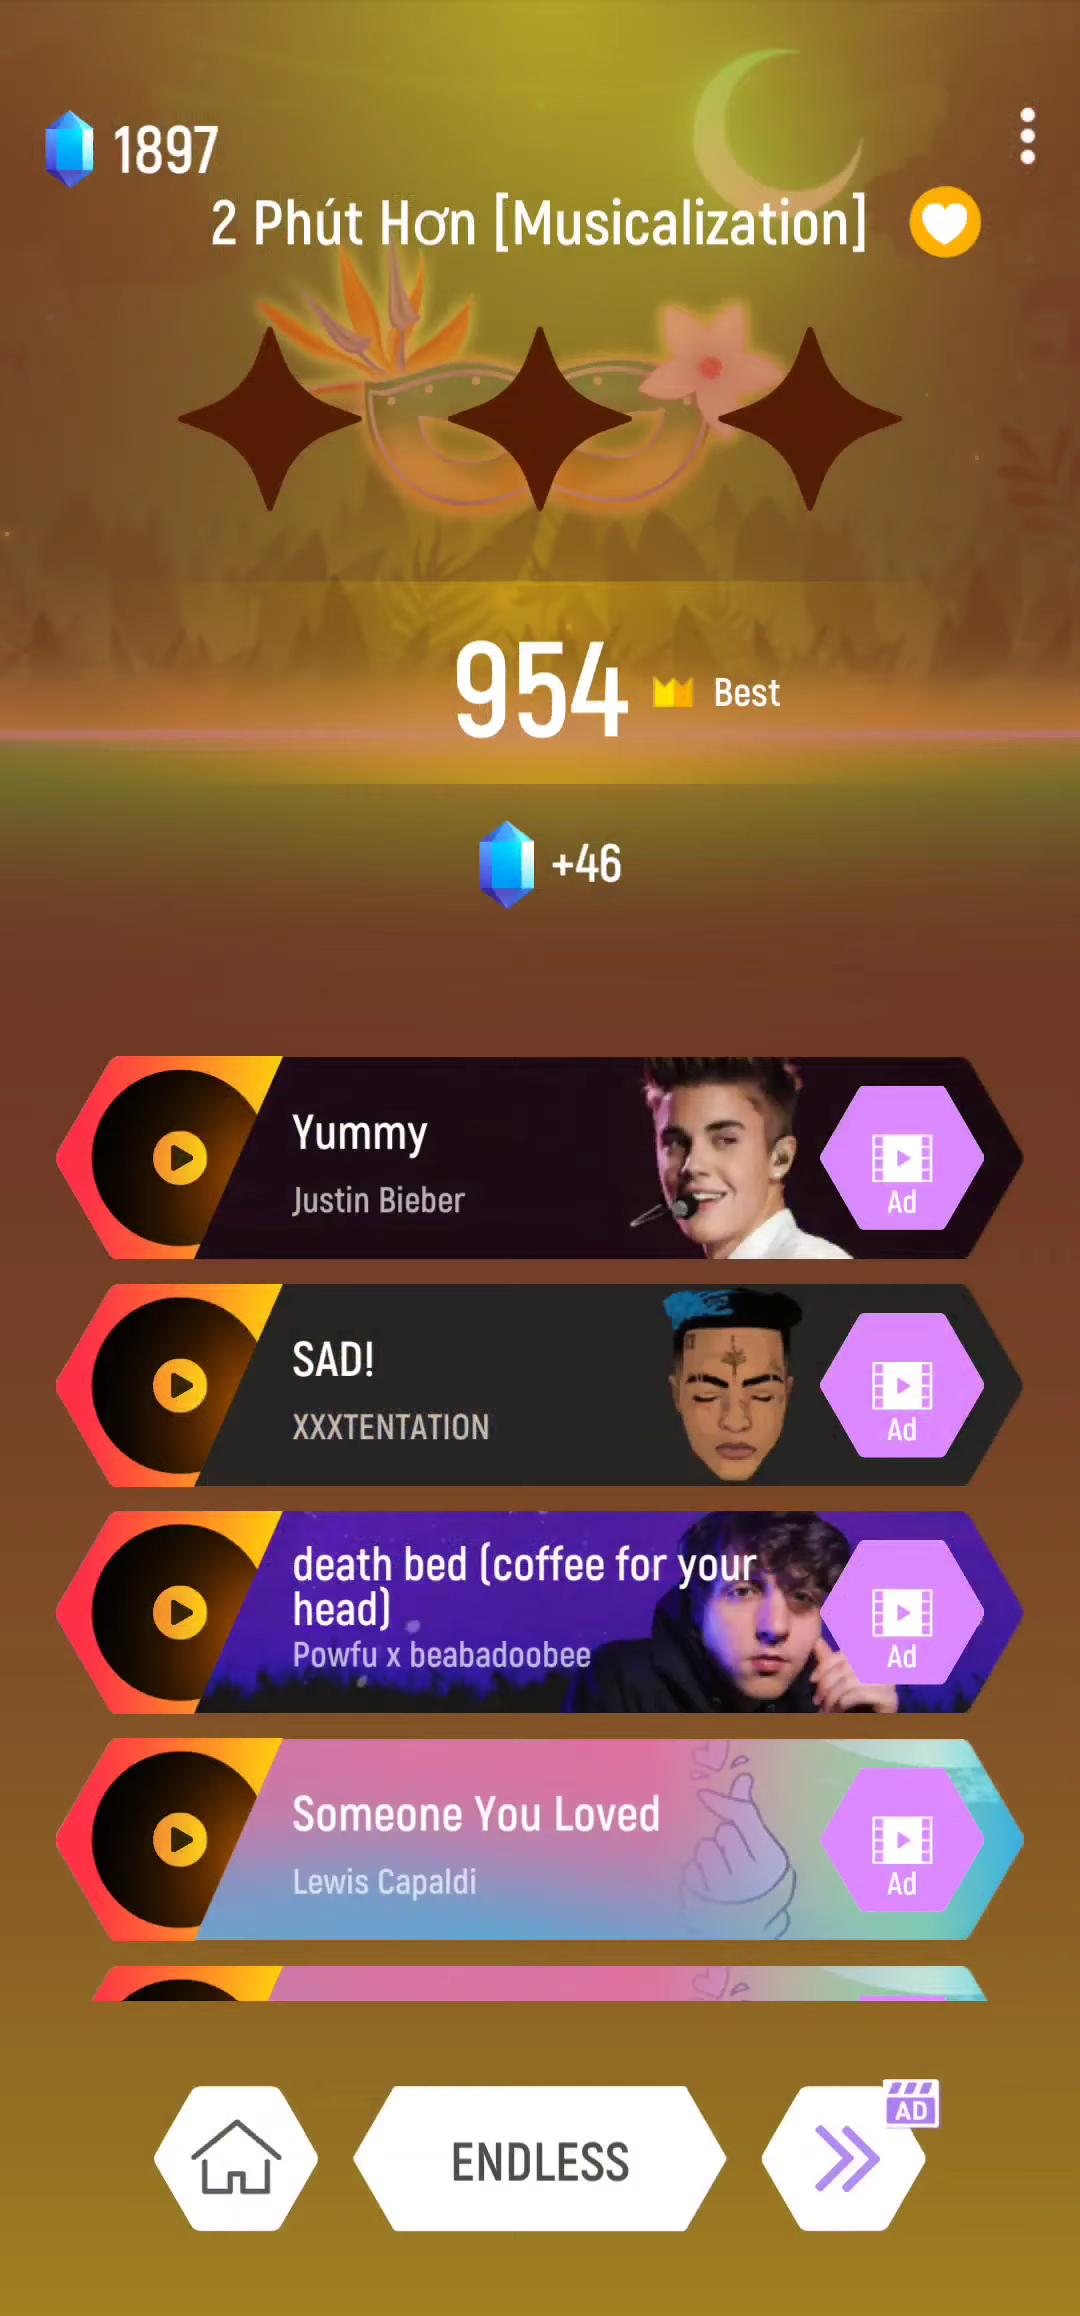 1897
2 Phút Hơn [Musicalization]
954 Best
+46
Yummy
Justin Bieber
Ad
SAD!
XXXTENTATION
Ad
death bed (coffee for your
head)
Powfu x beabadoobee
Ad
Someone You Loved
Lewis Capaldi
Ad
ENDLESS
AD